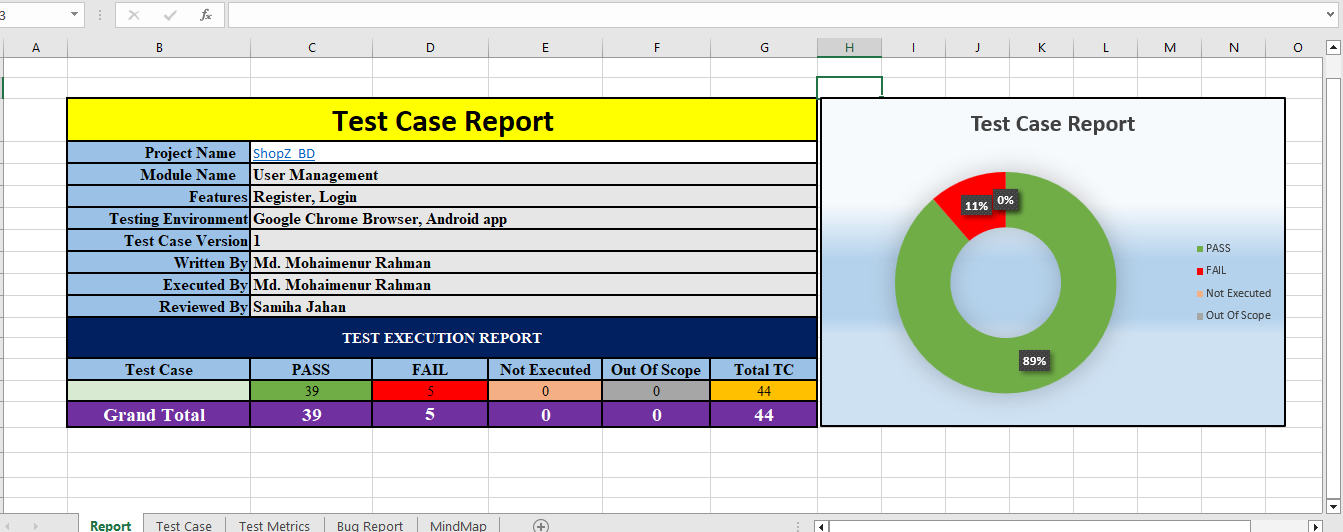 3
fx
A B C D E F G H I J K L M N O
Test Case Report
Project Name ShopZ_BD
Module Name User Management
Features Register, Login
Testing Environment Google Chrome Browser, Android app
Test Case Version 1
Written By Md. Mohaimenur Rahman
Executed By Md. Mohaimenur Rahman
Reviewed By Samiha Jahan
TEST EXECUTION REPORT
Test Case PASS FAIL Not Executed Out Of Scope Total TC
39 5 0 0 44
Grand Total 39 5 0 0 44
Test Case Report
11% 0%
89%
PASS
FAIL
Not Executed
Out Of Scope
Report Test Case Test Metrics Bug Report MindMap